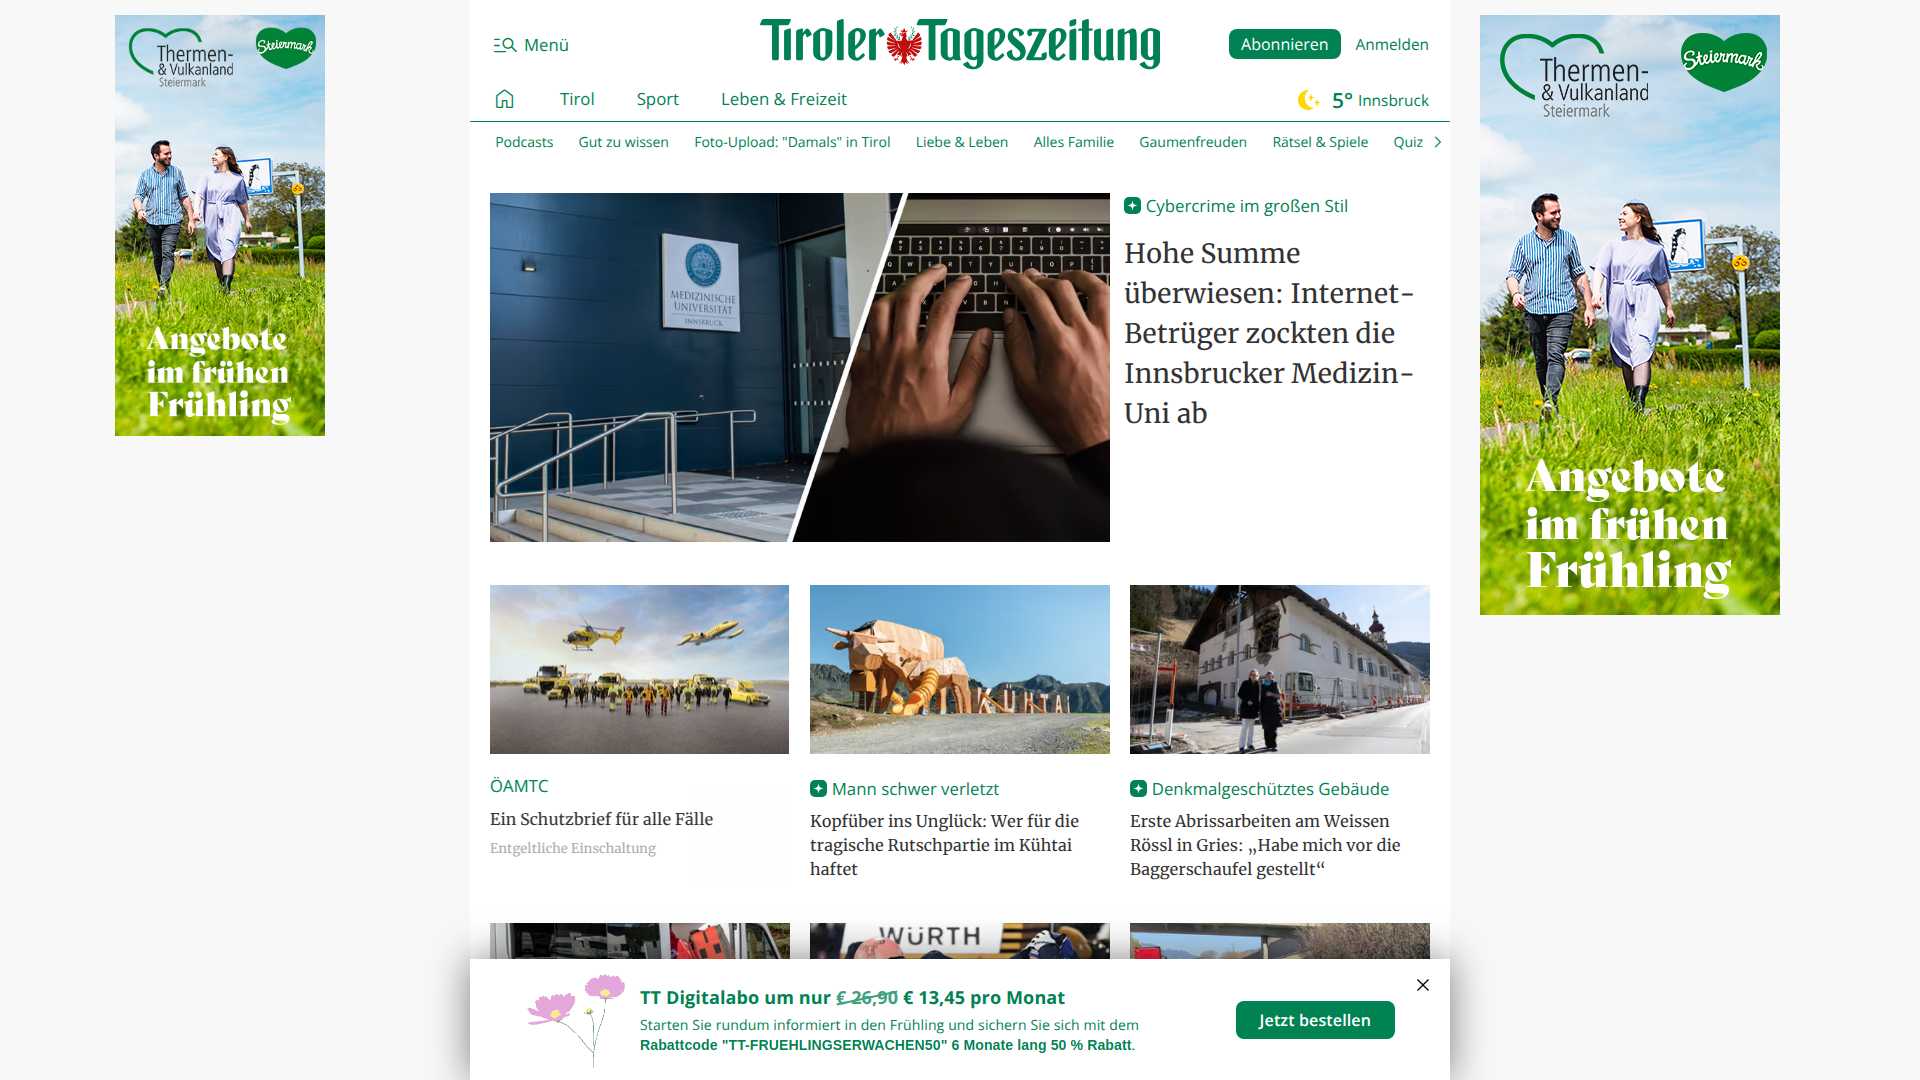 Thermen-
& Vulkanland
Steiermark
Steiermark
Angebote
im frühen
Frühling
Menü
Tiroler Tageszeitung
Abonnieren
Anmelden
Tirol
Sport
Leben & Freizeit
5° Innsbruck
Podcasts
Gut zu wissen
Foto-Upload: "Damals" in Tirol
Liebe & Leben
Alles Familie
Gaumenfreuden
Rätsel & Spiele
Quiz
MEDIZINISCHE
UNIVERSITÄT
INNSBRUCK
Cybercrime im großen Stil
Hohe Summe
überwiesen: Internet-
Betrüger zockten die
Innsbrucker Medizin-
Uni ab
Thermen-
& Vulkanland
Steiermark
Steiermark
Angebote
im frühen
Frühling
ÖAMTC
Ein Schutzbrief für alle Fälle
Entgeltliche Einschaltung
KÜHTAI
Mann schwer verletzt
Kopfüber ins Unglück: Wer für die
tragische Rutschpartie im Kühtai
haftet
Denkmalgeschütztes Gebäude
Erste Abrissarbeiten am Weissen
Rössl in Gries: „Habe mich vor die
Baggerschaufel gestellt“
WÜRTH
TT Digitalabo um nur € 26,90 € 13,45 pro Monat
Starten Sie rundum informiert in den Frühling und sichern Sie sich mit dem
Rabattcode "TT-FRUEHLINGSERWACHEN50" 6 Monate lang 50 % Rabatt.
Jetzt bestellen